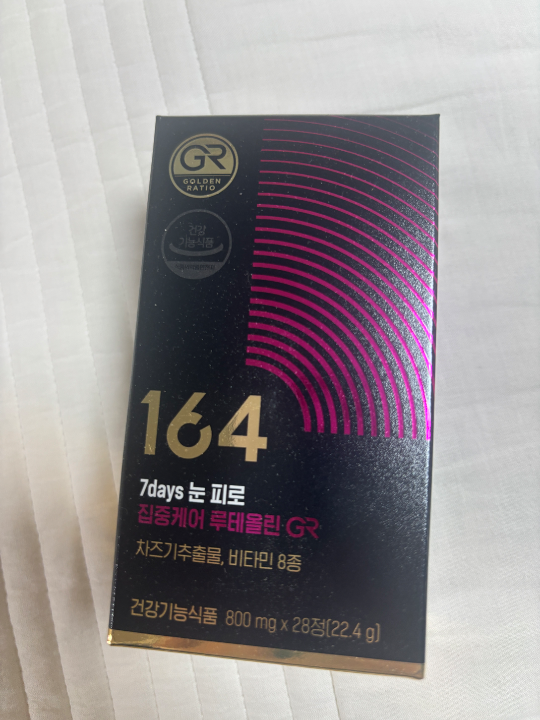 GR
GOLDEN
RATIO
건강
기능식품
164
7days 눈 피로
집중케어 루테올린 GR
차즈기추출물, 비타민 8종
건강기능식품 800 mg x 28정(22.4 g)